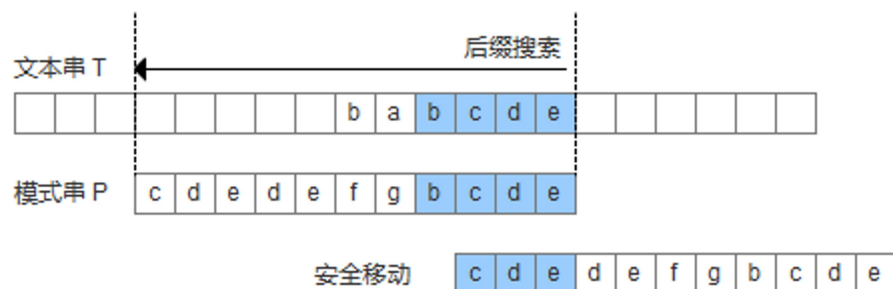 后缀搜索
文本串 T
b a b c d e
模式串 P c d e d e f g b c d e
安全移动 c d e d e f g b c d e